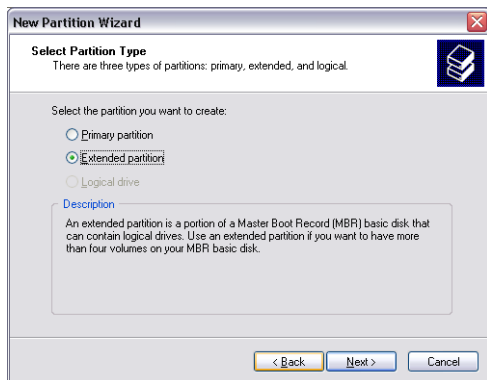 New Partition Wizard
Select Partition Type
There are three types of partitions: primary, extended, and logical.
Select the partition you want to create:
Primary partition
Extended partition
Logical drive
Description
An extended partition is a portion of a Master Boot Record (MBR) basic disk that
can contain logical drives. Use an extended partition if you want to have more
than four volumes on your MBR basic disk.
< Back Next > Cancel